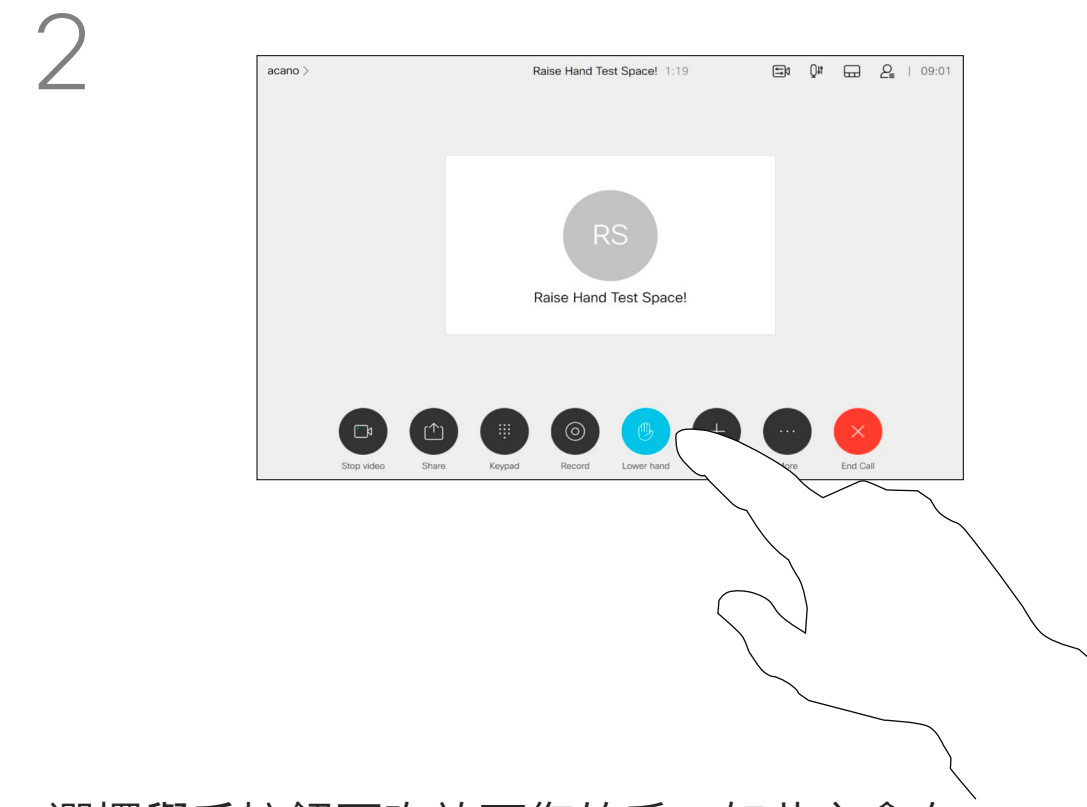 2
acano >
Raise Hand Test Space! 1:19
| 09:01
RS
Raise Hand Test Space!
Stop video
Share
Keypad
Record
Lower hand
End Call